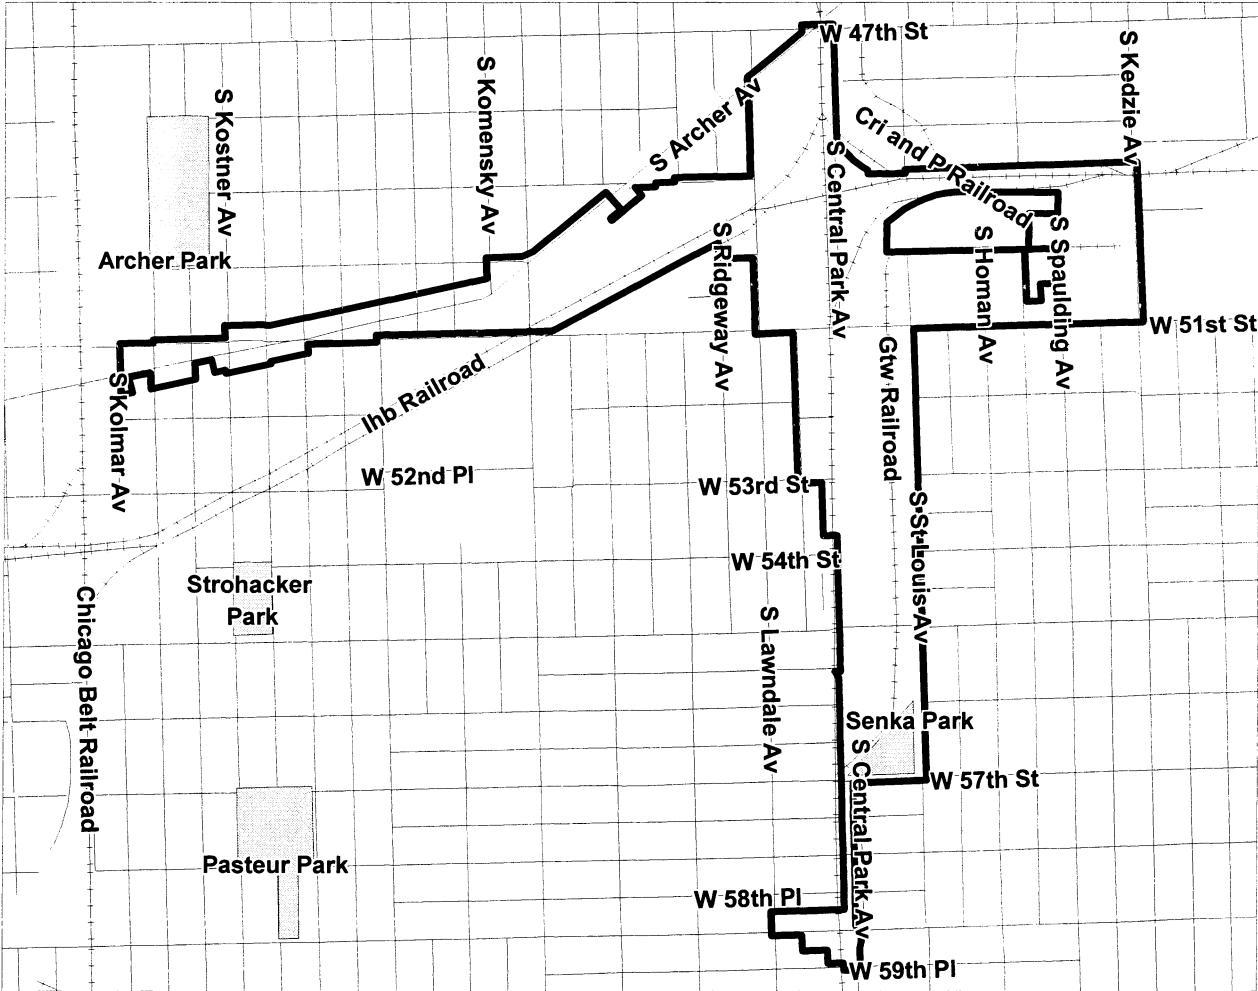 W 47th St
S Kedzie Av
S Komensky Av
S Kostner Av
S Archer Av
Cri and P Railroad
S Central Park Av
Archer Park
S Ridgeway Av
S Homan Av
S Spaulding Av
W 51st St
S Kolmar Av
Ihb Railroad
Gtw Railroad
W 52nd Pl
W 53rd St
S St Louis Av
W 54th St
Strohacker
Park
Chicago Belt Railroad
S Lawndale Av
Senka Park
S Central Park Av
W 57th St
Pasteur Park
W 58th Pl
W 59th Pl